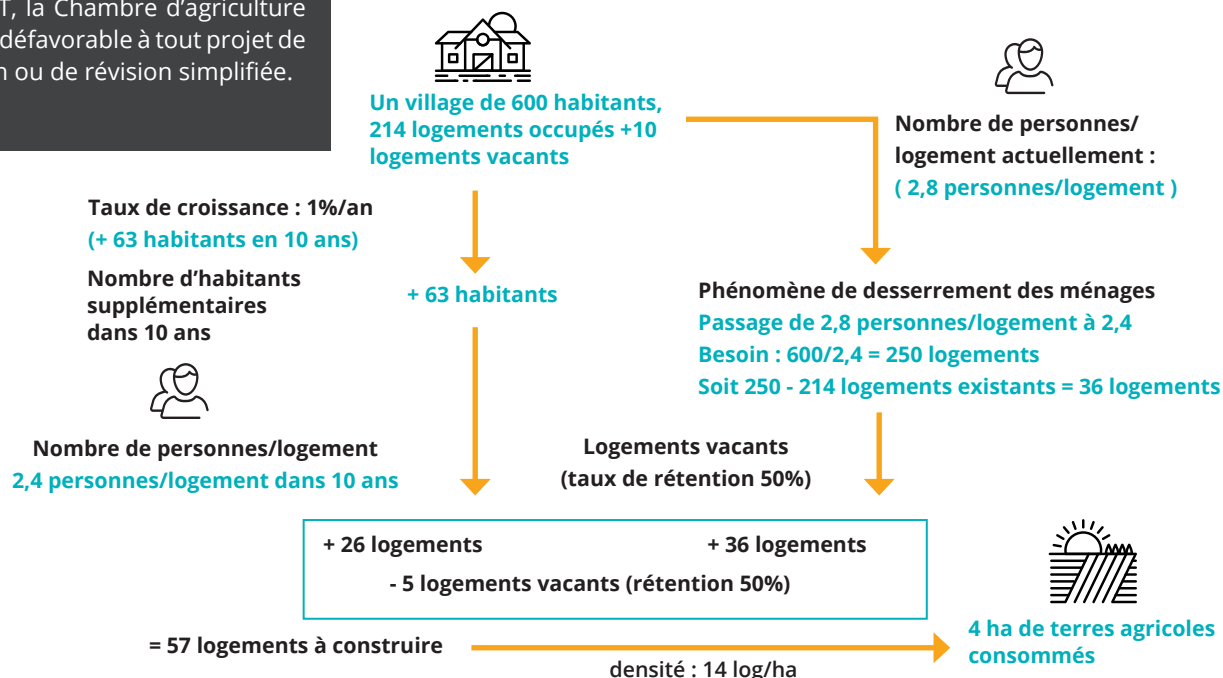 T, la Chambre d’agriculture
défavorable à tout projet de
n ou de révision simplifiée.
Un village de 600 habitants,
214 logements occupés +10
logements vacants
Nombre de personnes/
logement actuellement :
( 2,8 personnes/logement )
Taux de croissance : 1%/an
(+ 63 habitants en 10 ans)
Nombre d’habitants
supplémentaires
dans 10 ans
+ 63 habitants
Phénomène de desserrement des ménages
Passage de 2,8 personnes/logement à 2,4
Besoin : 600/2,4 = 250 logements
Soit 250 - 214 logements existants = 36 logements
Nombre de personnes/logement
2,4 personnes/logement dans 10 ans
Logements vacants
(taux de rétention 50%)
+ 26 logements
+ 36 logements
- 5 logements vacants (rétention 50%)
= 57 logements à construire
densité : 14 log/ha
4 ha de terres agricoles
consommés